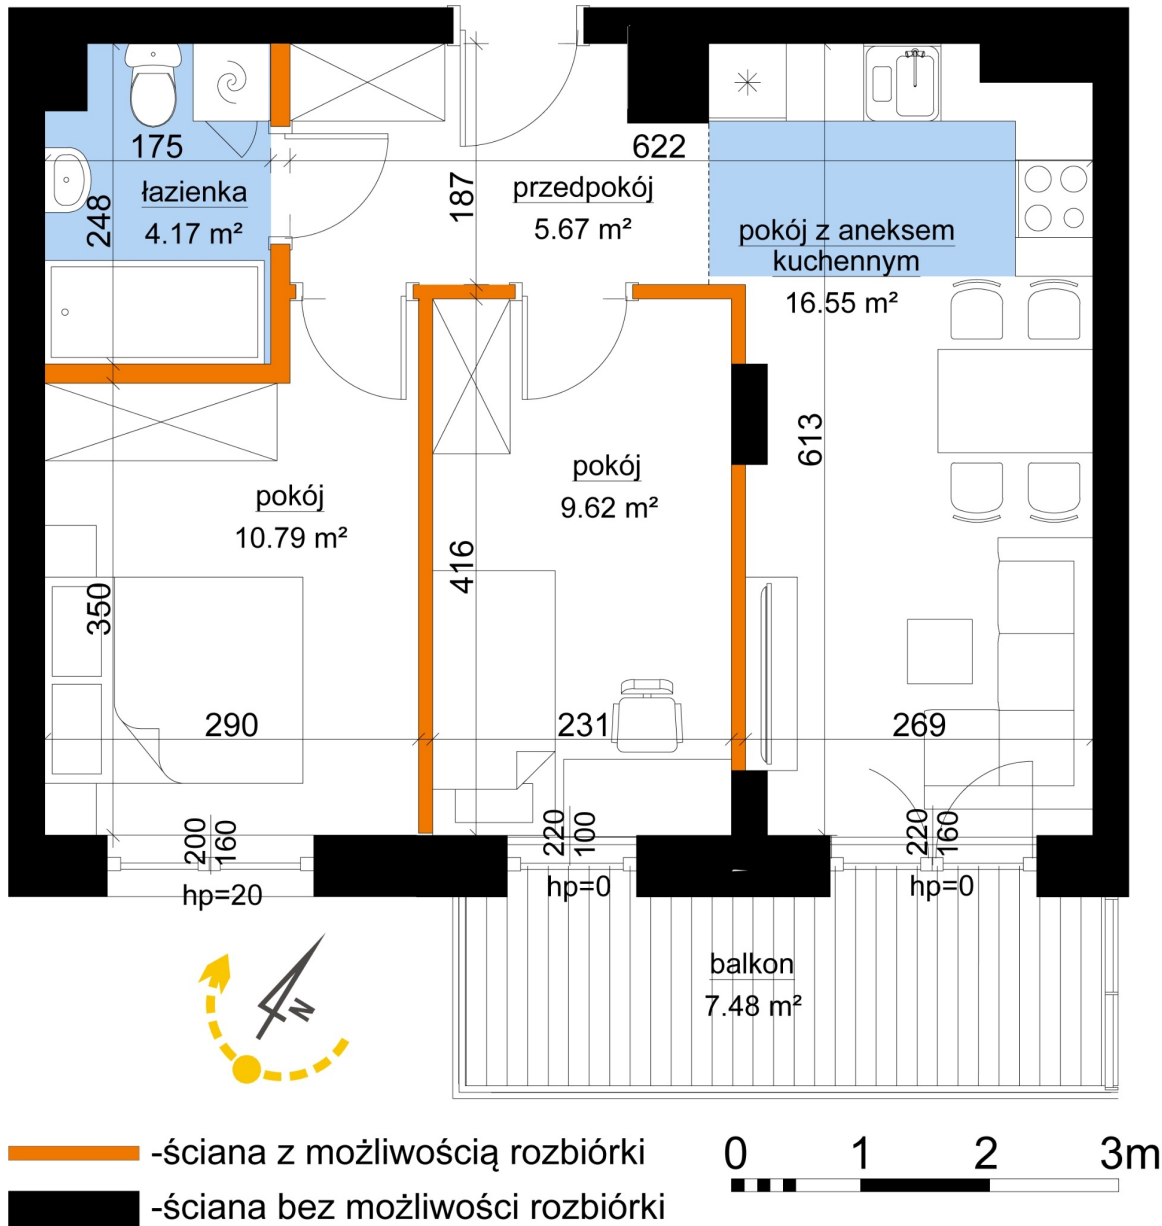 175
622
łazienka
4.17 m²
248
187
przedpokój
5.67 m²
pokój z aneksem
kuchennym
16.55 m²
613
pokój
10.79 m²
pokój
9.62 m²
350
416
290
231
269
200
160
hp=20
220
100
hp=0
220
160
hp=0
N
balkon
7.48 m²
-ściana z możliwością rozbiórki
-ściana bez możliwości rozbiórki
0 1 2 3m